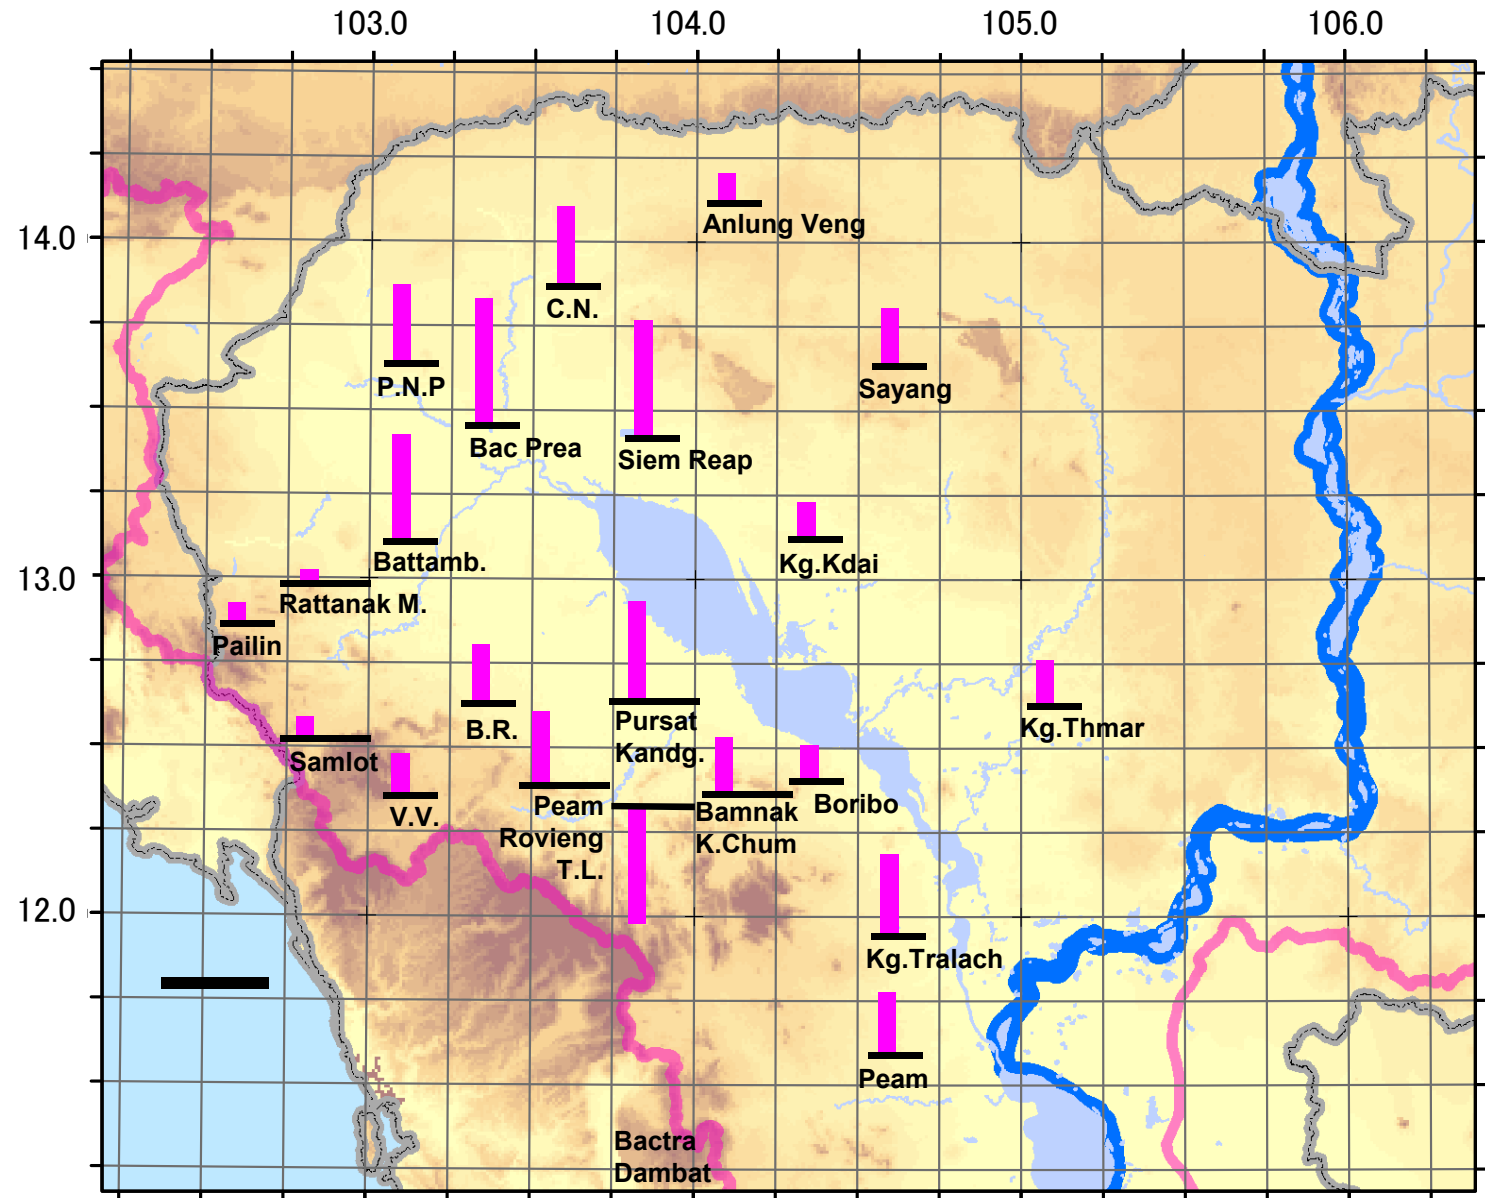 103.0 104.0 105.0 106.0
Anlung Veng
14.0
C.N.
P.N.P
Sayang
Bac Prea
Siem Reap
Battamb.
Kg.Kdai
13.0
Rattanak M.
Pailin
Pursat
Kandg.
B.R.
Kg.Thmar
Samlot
Peam
Rovieng
T.L.
Bamnak
K.Chum
Boribo
V.V.
12.0
Kg.Tralach
Peam
Bactra
Dambat